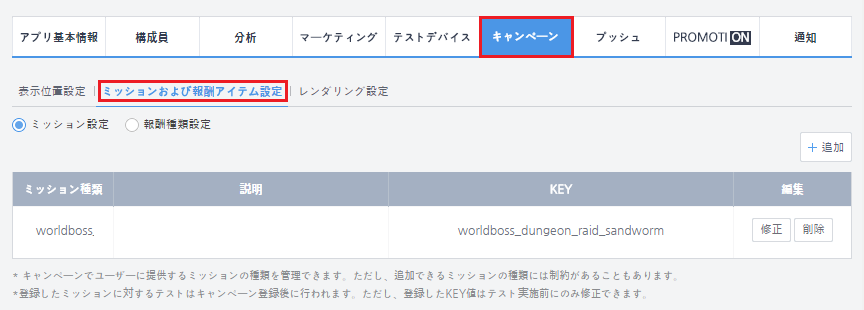 アプリ基本情報 構成員 分析 マーケティング テストデバイス キャンペーン プッシュ PROMOTION 通知
表示位置設定 ミッションおよび報酬アイテム設定 レンダリング設定
ミッション設定 報酬種類設定
+ 追加
ミッション種類 説明 KEY 編集
worldboss. worldboss_dungeon_raid_sandworm 修正 削除
* キャンペーンでユーザーに提供するミッションの種類を管理できます。ただし、追加できるミッションの種類には制約があることもあります。
*登録したミッションに対するテストはキャンペーン登録後に行われます。ただし、登録したKEY値はテスト実施前にのみ修正できます。